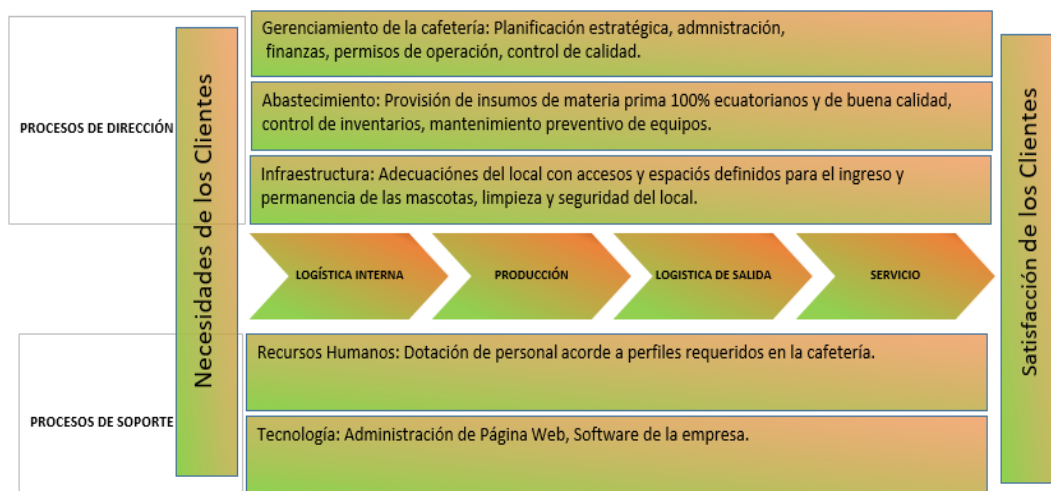 PROCESOS DE DIRECCIÓN
Necesidades de los Clientes
Gerenciamiento de la cafetería: Planificación estratégica, admnistración,
finanzas, permisos de operación, control de calidad.
Abastecimiento: Provisión de insumos de materia prima 100% ecuatorianos y de buena calidad,
control de inventarios, mantenimiento preventivo de equipos.
Infraestructura: Adecuaciónes del local con accesos y espaciós definidos para el ingreso y
permanencia de las mascotas, limpieza y seguridad del local.
LOGÍSTICA INTERNA
PRODUCCIÓN
LOGISTICA DE SALIDA
SERVICIO
PROCESOS DE SOPORTE
Recursos Humanos: Dotación de personal acorde a perfiles requeridos en la cafetería.
Tecnología: Administración de Página Web, Software de la empresa.
Satisfacción de los Clientes